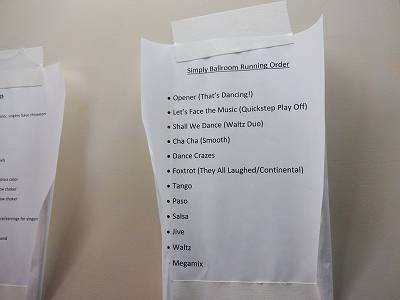 Simply Ballroom Running Order
• Opener (That's Dancing!)
• Let's Face the Music (Quickstep Play Off)
• Shall We Dance (Waltz Duo)
• Cha Cha (Smooth)
• Dance Crazes
• Foxtrot (They All Laughed/Continental)
• Tango
• Paso
• Salsa
• Jive
• Waltz
Megamix